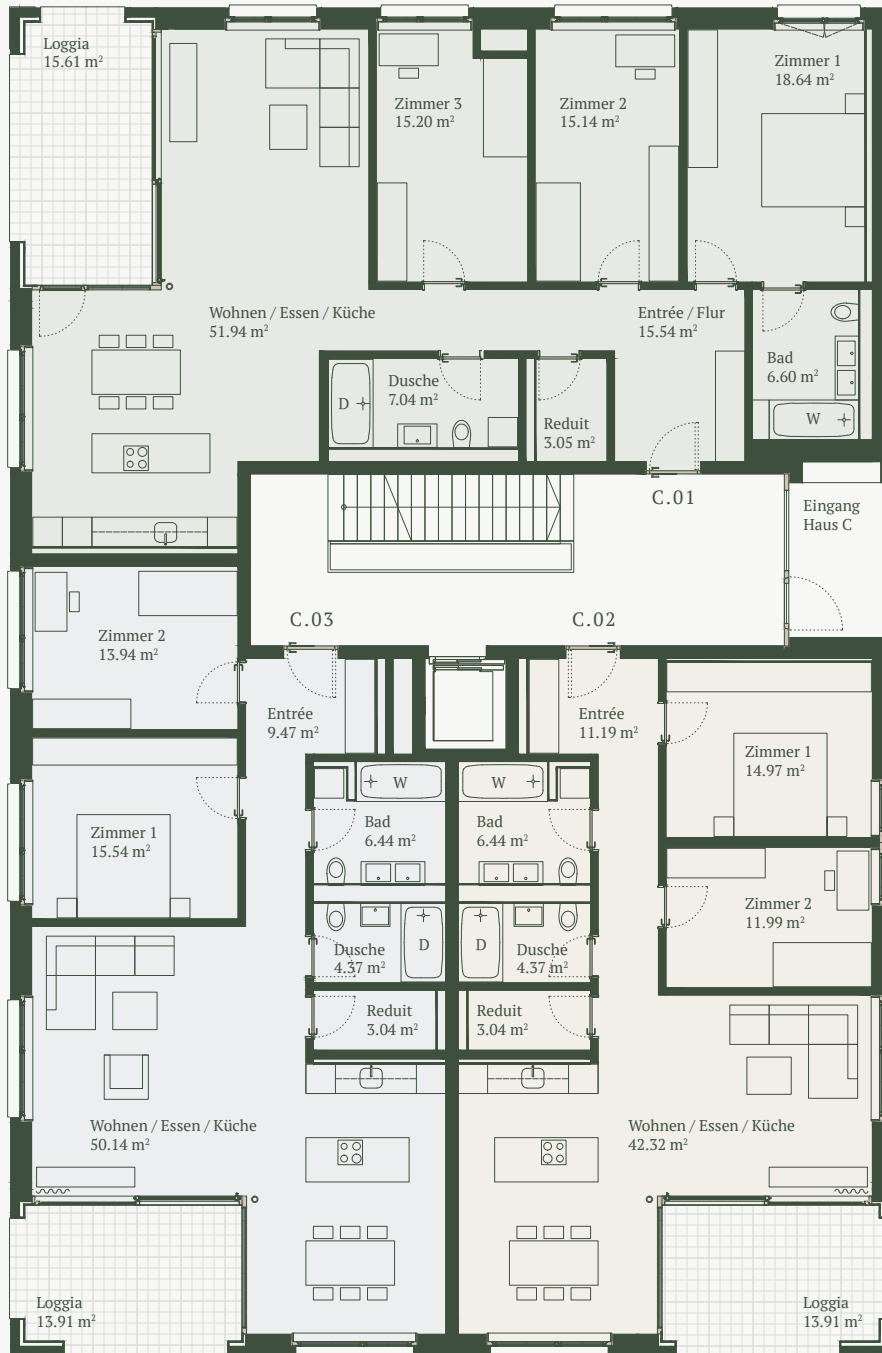 Loggia
15.61 m²
Zimmer 3
15.20 m²
Zimmer 2
15.14 m²
Zimmer 1
18.64 m²
Wohnen / Essen / Küche
51.94 m²
Entrée / Flur
15.54 m²
Bad
6.60 m²
W
Dusche
7.04 m²
D
Reduit
3.05 m²
C.01
Eingang
Haus C
C.03
C.02
Zimmer 2
13.94 m²
Entrée
9.47 m²
Entrée
11.19 m²
Zimmer 1
14.97 m²
Zimmer 1
15.54 m²
W
W
Bad
6.44 m²
Bad
6.44 m²
Zimmer 2
11.99 m²
Dusche
4.37 m²
D
D
Dusche
4.37 m²
Reduit
3.04 m²
Reduit
3.04 m²
Wohnen / Essen / Küche
50.14 m²
Wohnen / Essen / Küche
42.32 m²
Loggia
13.91 m²
Loggia
13.91 m²